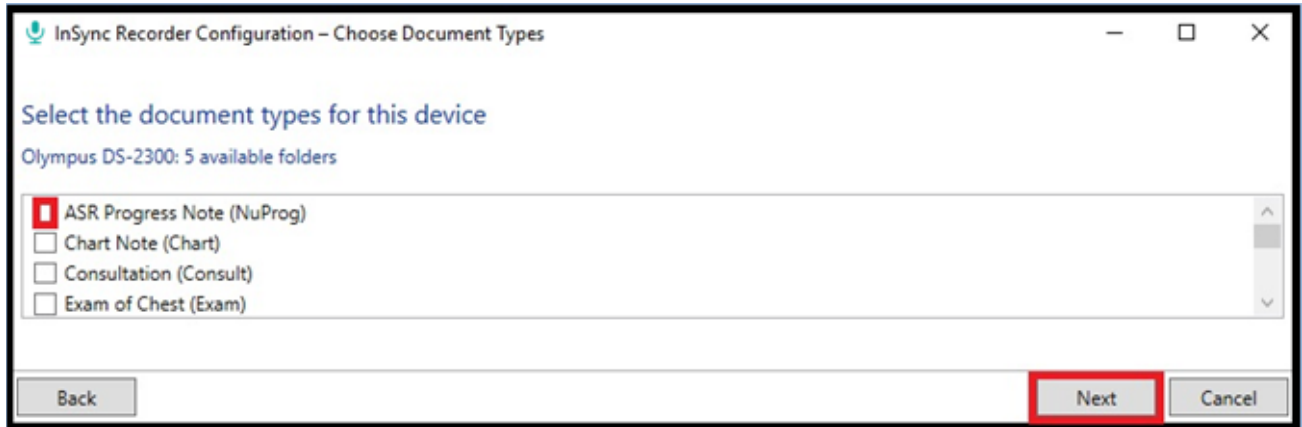 InSync Recorder Configuration – Choose Document Types
Select the document types for this device
Olympus DS-2300: 5 available folders
ASR Progress Note (NuProg)
Chart Note (Chart)
Consultation (Consult)
Exam of Chest (Exam)
Back
Next
Cancel